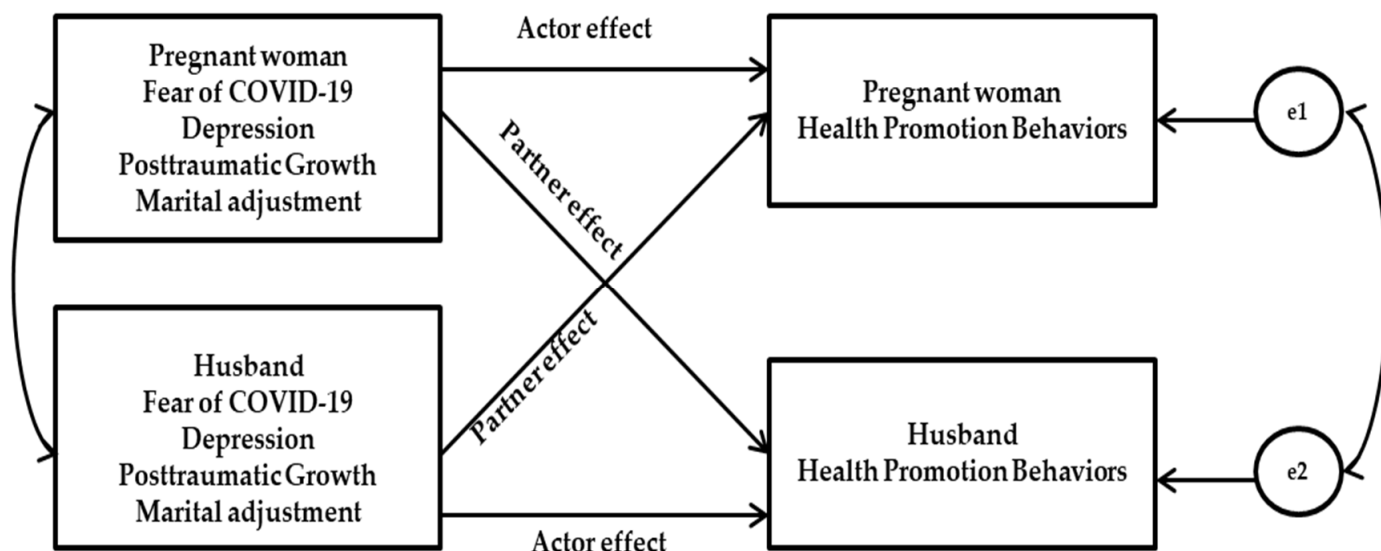 Actor effect
Pregnant woman
Fear of COVID-19
Depression
Posttraumatic Growth
Marital adjustment
Pregnant woman
Health Promotion Behaviors
e1
Partner effect
Partner effect
Husband
Fear of COVID-19
Depression
Posttraumatic Growth
Marital adjustment
Husband
Health Promotion Behaviors
e2
Actor effect